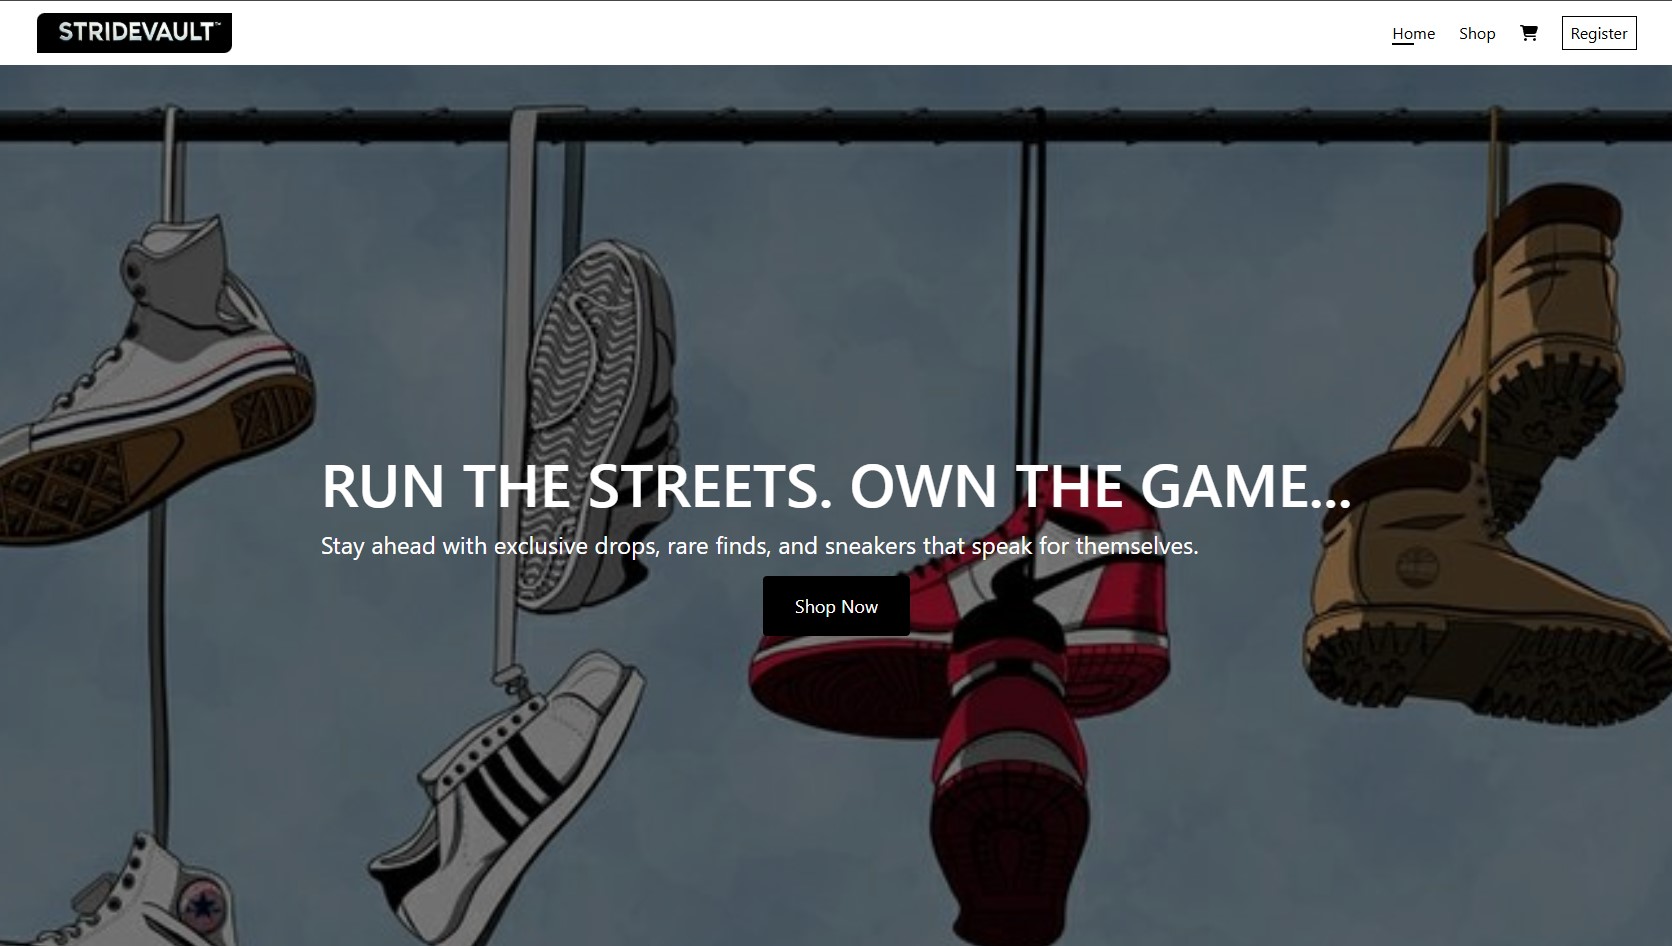 STRIDEVAULT™
Home
Shop
Register
RUN THE STREETS. OWN THE GAME...
Stay ahead with exclusive drops, rare finds, and sneakers that speak for themselves.
Shop Now